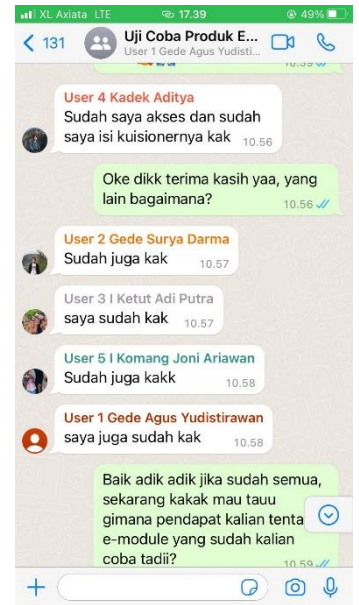 XL Axiata LTE 17.39 49%
131 Uji Coba Produk E...
User 1 Gede Agus Yudisti...
10.39
User 4 Kadek Aditya
Sudah saya akses dan sudah
saya isi kuisionernya kak 10.56
Oke dikk terima kasih yaa, yang
lain bagaimana? 10.56
User 2 Gede Surya Darma
Sudah juga kak 10.57
User 3 I Ketut Adi Putra
saya sudah kak 10.57
User 5 I Komang Joni Ariawan
Sudah juga kakk 10.58
User 1 Gede Agus Yudistirawan
saya juga sudah kak 10.58
Baik adik adik jika sudah semua,
sekarang kakak mau tauu
gimana pendapat kalian tenta
e-module yang sudah kalian
coba tadii? 10.59